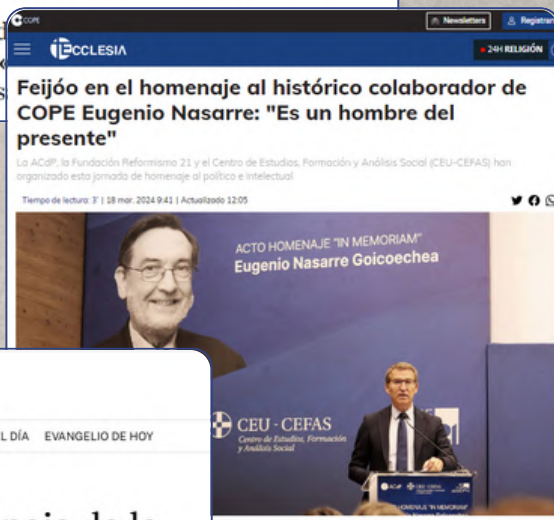 COPE
Newsletters
Registrar
ECCLESIA
24H RELIGIÓN
Feijóo en el homenaje al histórico colaborador de
COPE Eugenio Nasarre: "Es un hombre del
presente"
La ACdP, la Fundación Reformismo 21 y el Centro de Estudios, Formación y Análisis Social (CEU-CEFAS) han
organizado esta jornada de homenaje al político e intelectual
Tiempo de lectura: 3' | 18 mar. 2024 9:41 | Actualizado 12:05
ACTO HOMENAJE "IN MEMORIAM"
Eugenio Nasarre Goicoechea
CEU - CEFAS
Centro de Estudios, Formación
y Análisis Social
L DÍA EVANGELIO DE HOY